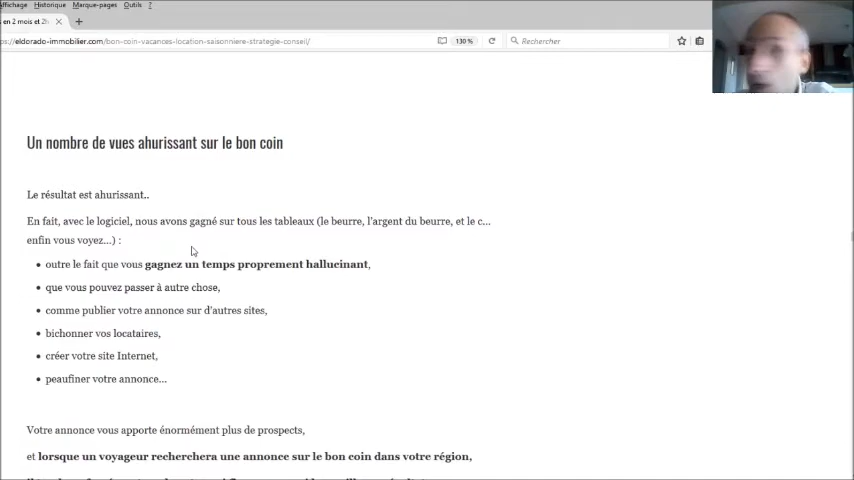 ffichage Historique Marque-pages Outils ?
s en 2 mois et 2h
ps://eldorado-immobilier.com/bon-coin-vacances-location-saisonniere-strategie-conseil/
130 %
Rechercher
Un nombre de vues ahurissant sur le bon coin
Le résultat est ahurissant..
En fait, avec le logiciel, nous avons gagné sur tous les tableaux (le beurre, l'argent du beurre, et le c...
enfin vous voyez...) :
• outre le fait que vous gagnez un temps proprement hallucinant,
• que vous pouvez passer à autre chose,
• comme publier votre annonce sur d'autres sites,
• bichonner vos locataires,
• créer votre site Internet,
• peaufiner votre annonce...
Votre annonce vous apporte énormément plus de prospects,
et lorsque un voyageur recherchera une annonce sur le bon coin dans votre région,